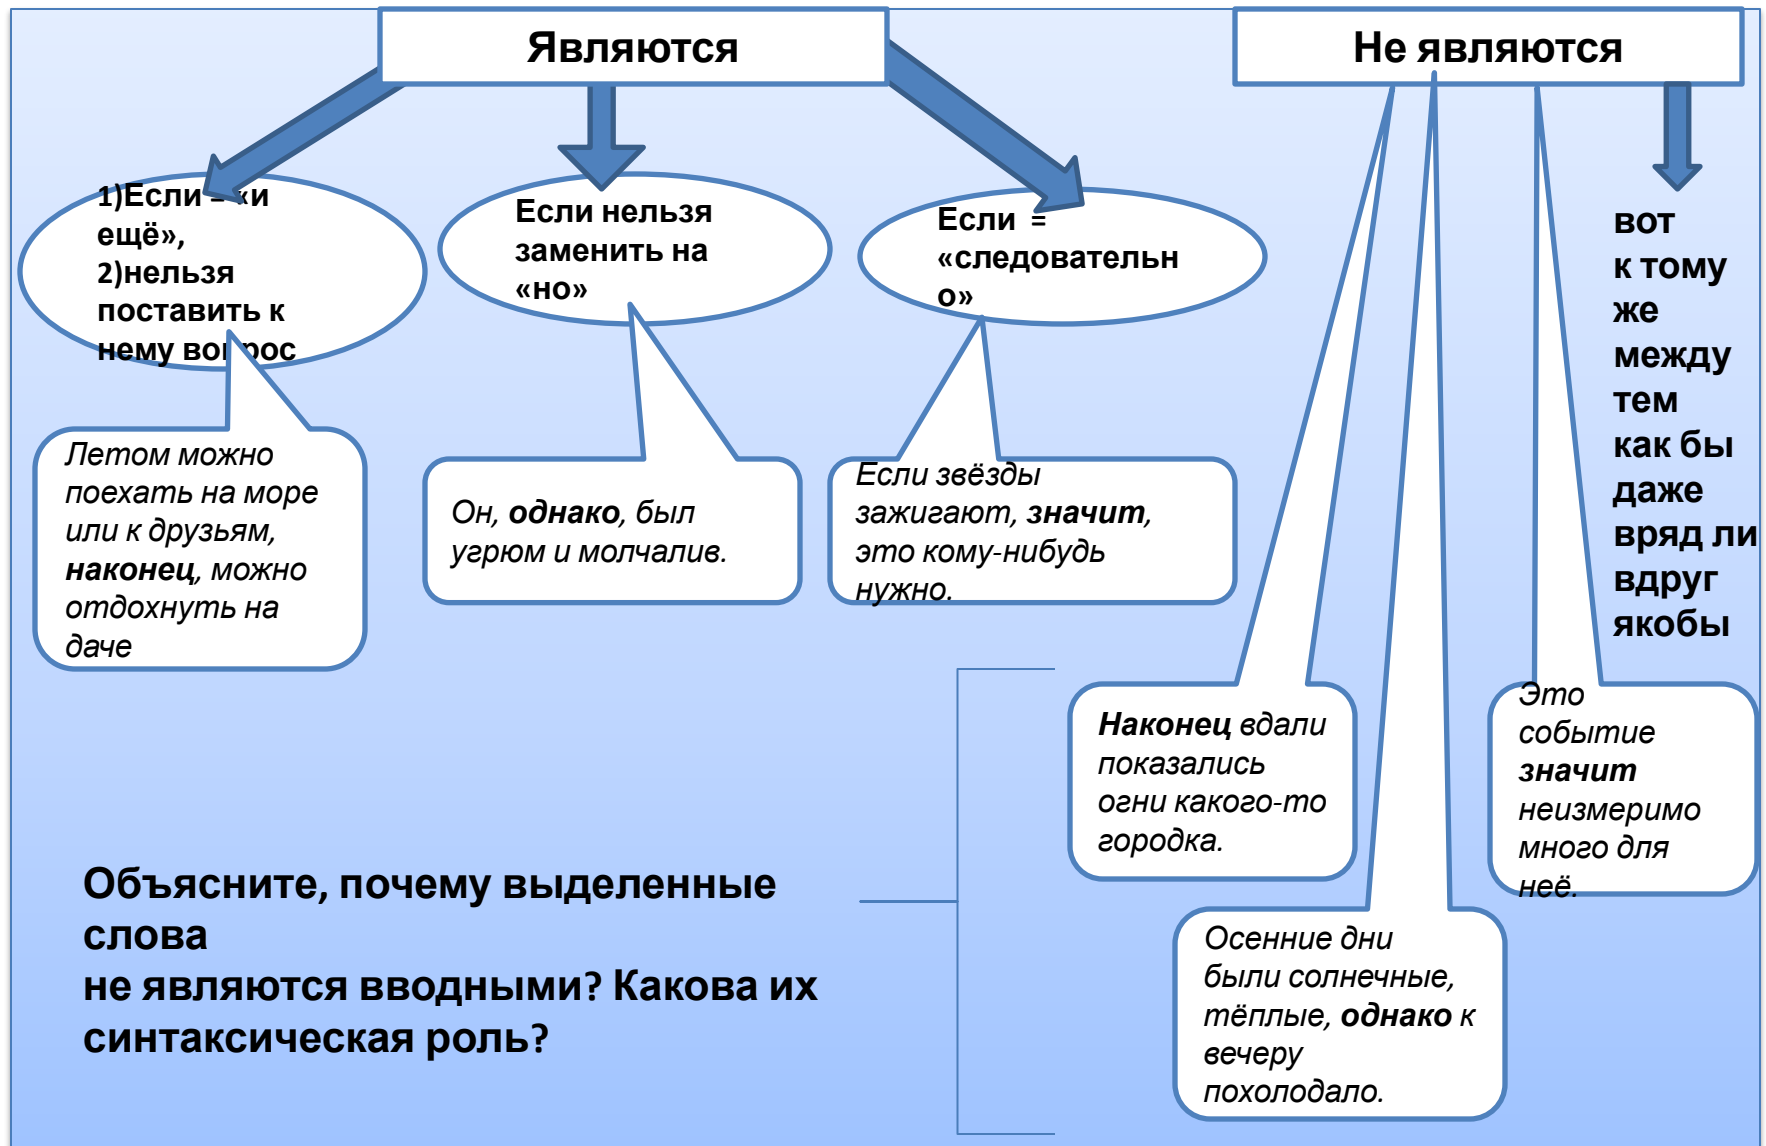 Являются
Не являются
1)Если = «и
ещё»,
2)нельзя
поставить к
нему вопрос
Если нельзя
заменить на
«но»
Если =
«следовательн
о»
вот
к тому
же
между
тем
как бы
даже
вряд ли
вдруг
якобы
Летом можно
поехать на море
или к друзьям,
наконец, можно
отдохнуть на
даче
Он, однако, был
угрюм и молчалив.
Если звёзды
зажигают, значит,
это кому-нибудь
нужно.
Наконец вдали
показались
огни какого-то
городка.
Это
событие
значит
неизмеримо
много для
неё.
Осенние дни
были солнечные,
тёплые, однако к
вечеру
похолодало.
Объясните, почему выделенные
слова
не являются вводными? Какова их
синтаксическая роль?